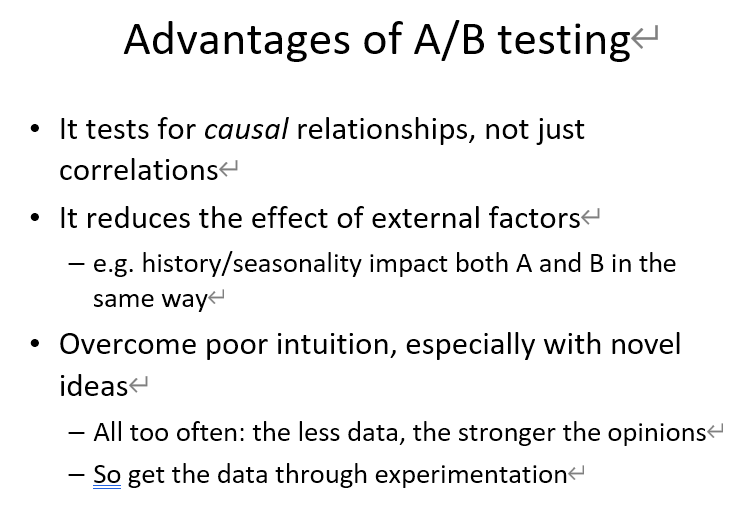 Advantages of A/B testing
• It tests for causal relationships, not just
correlations
• It reduces the effect of external factors
– e.g. history/seasonality impact both A and B in the
same way
• Overcome poor intuition, especially with novel
ideas
– All too often: the less data, the stronger the opinions
– So get the data through experimentation